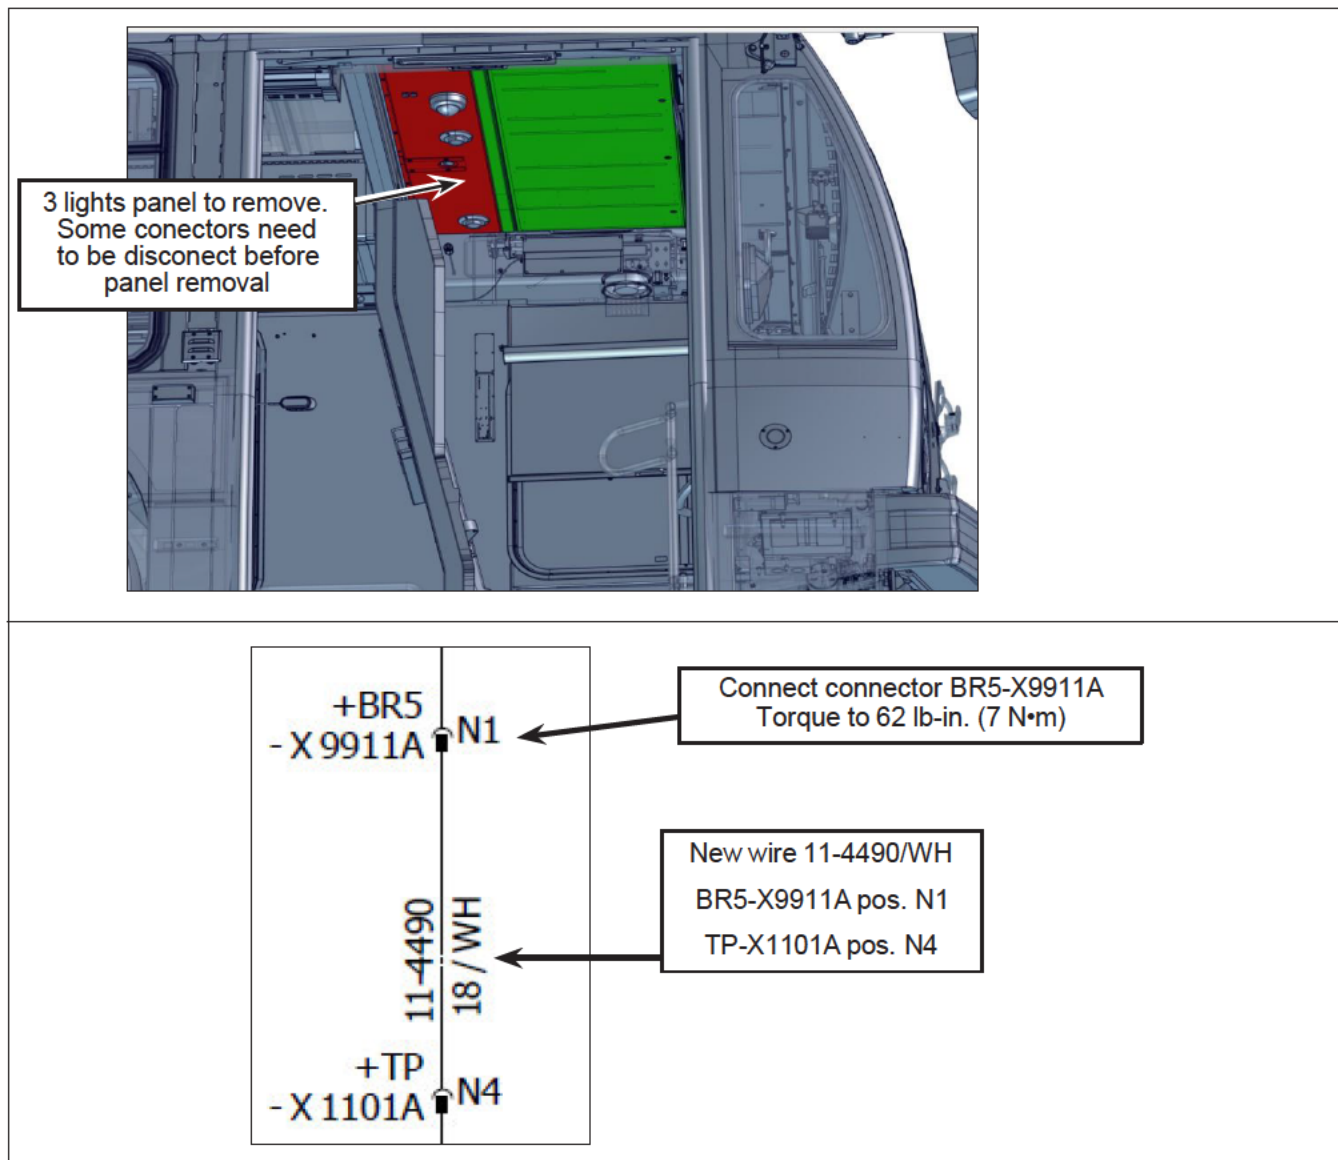 3 lights panel to remove.
Some conectors need
to be disconect before
panel removal
+BR5
-X9911A
N1
Connect connector BR5-X9911A
Torque to 62 lb-in. (7 N•m)
11-4490
18 / WH
New wire 11-4490/WH
BR5-X9911A pos. N1
TP-X1101A pos. N4
+TP
-X1101A
N4